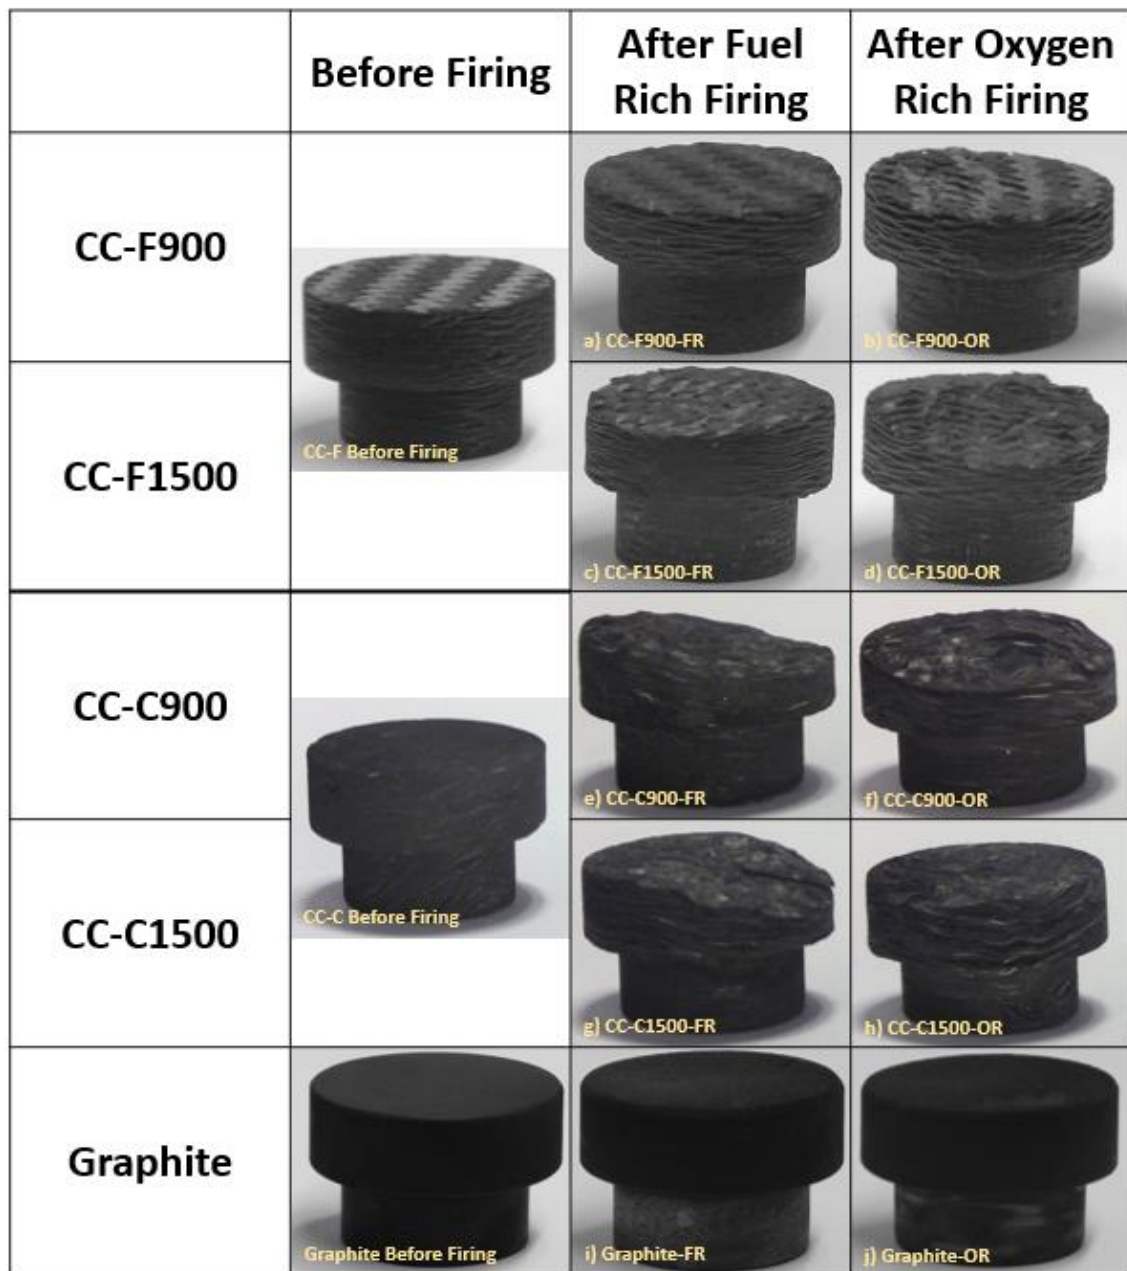 Before Firing
After Fuel
Rich Firing
After Oxygen
Rich Firing
CC-F900
CC-F Before Firing
a) CC-F900-FR
b) CC-F900-OR
CC-F1500
c) CC-F1500-FR
d) CC-F1500-OR
CC-C900
CC-C Before Firing
e) CC-C900-FR
f) CC-C900-OR
CC-C1500
g) CC-C1500-FR
h) CC-C1500-OR
Graphite
Graphite Before Firing
i) Graphite-FR
j) Graphite-OR